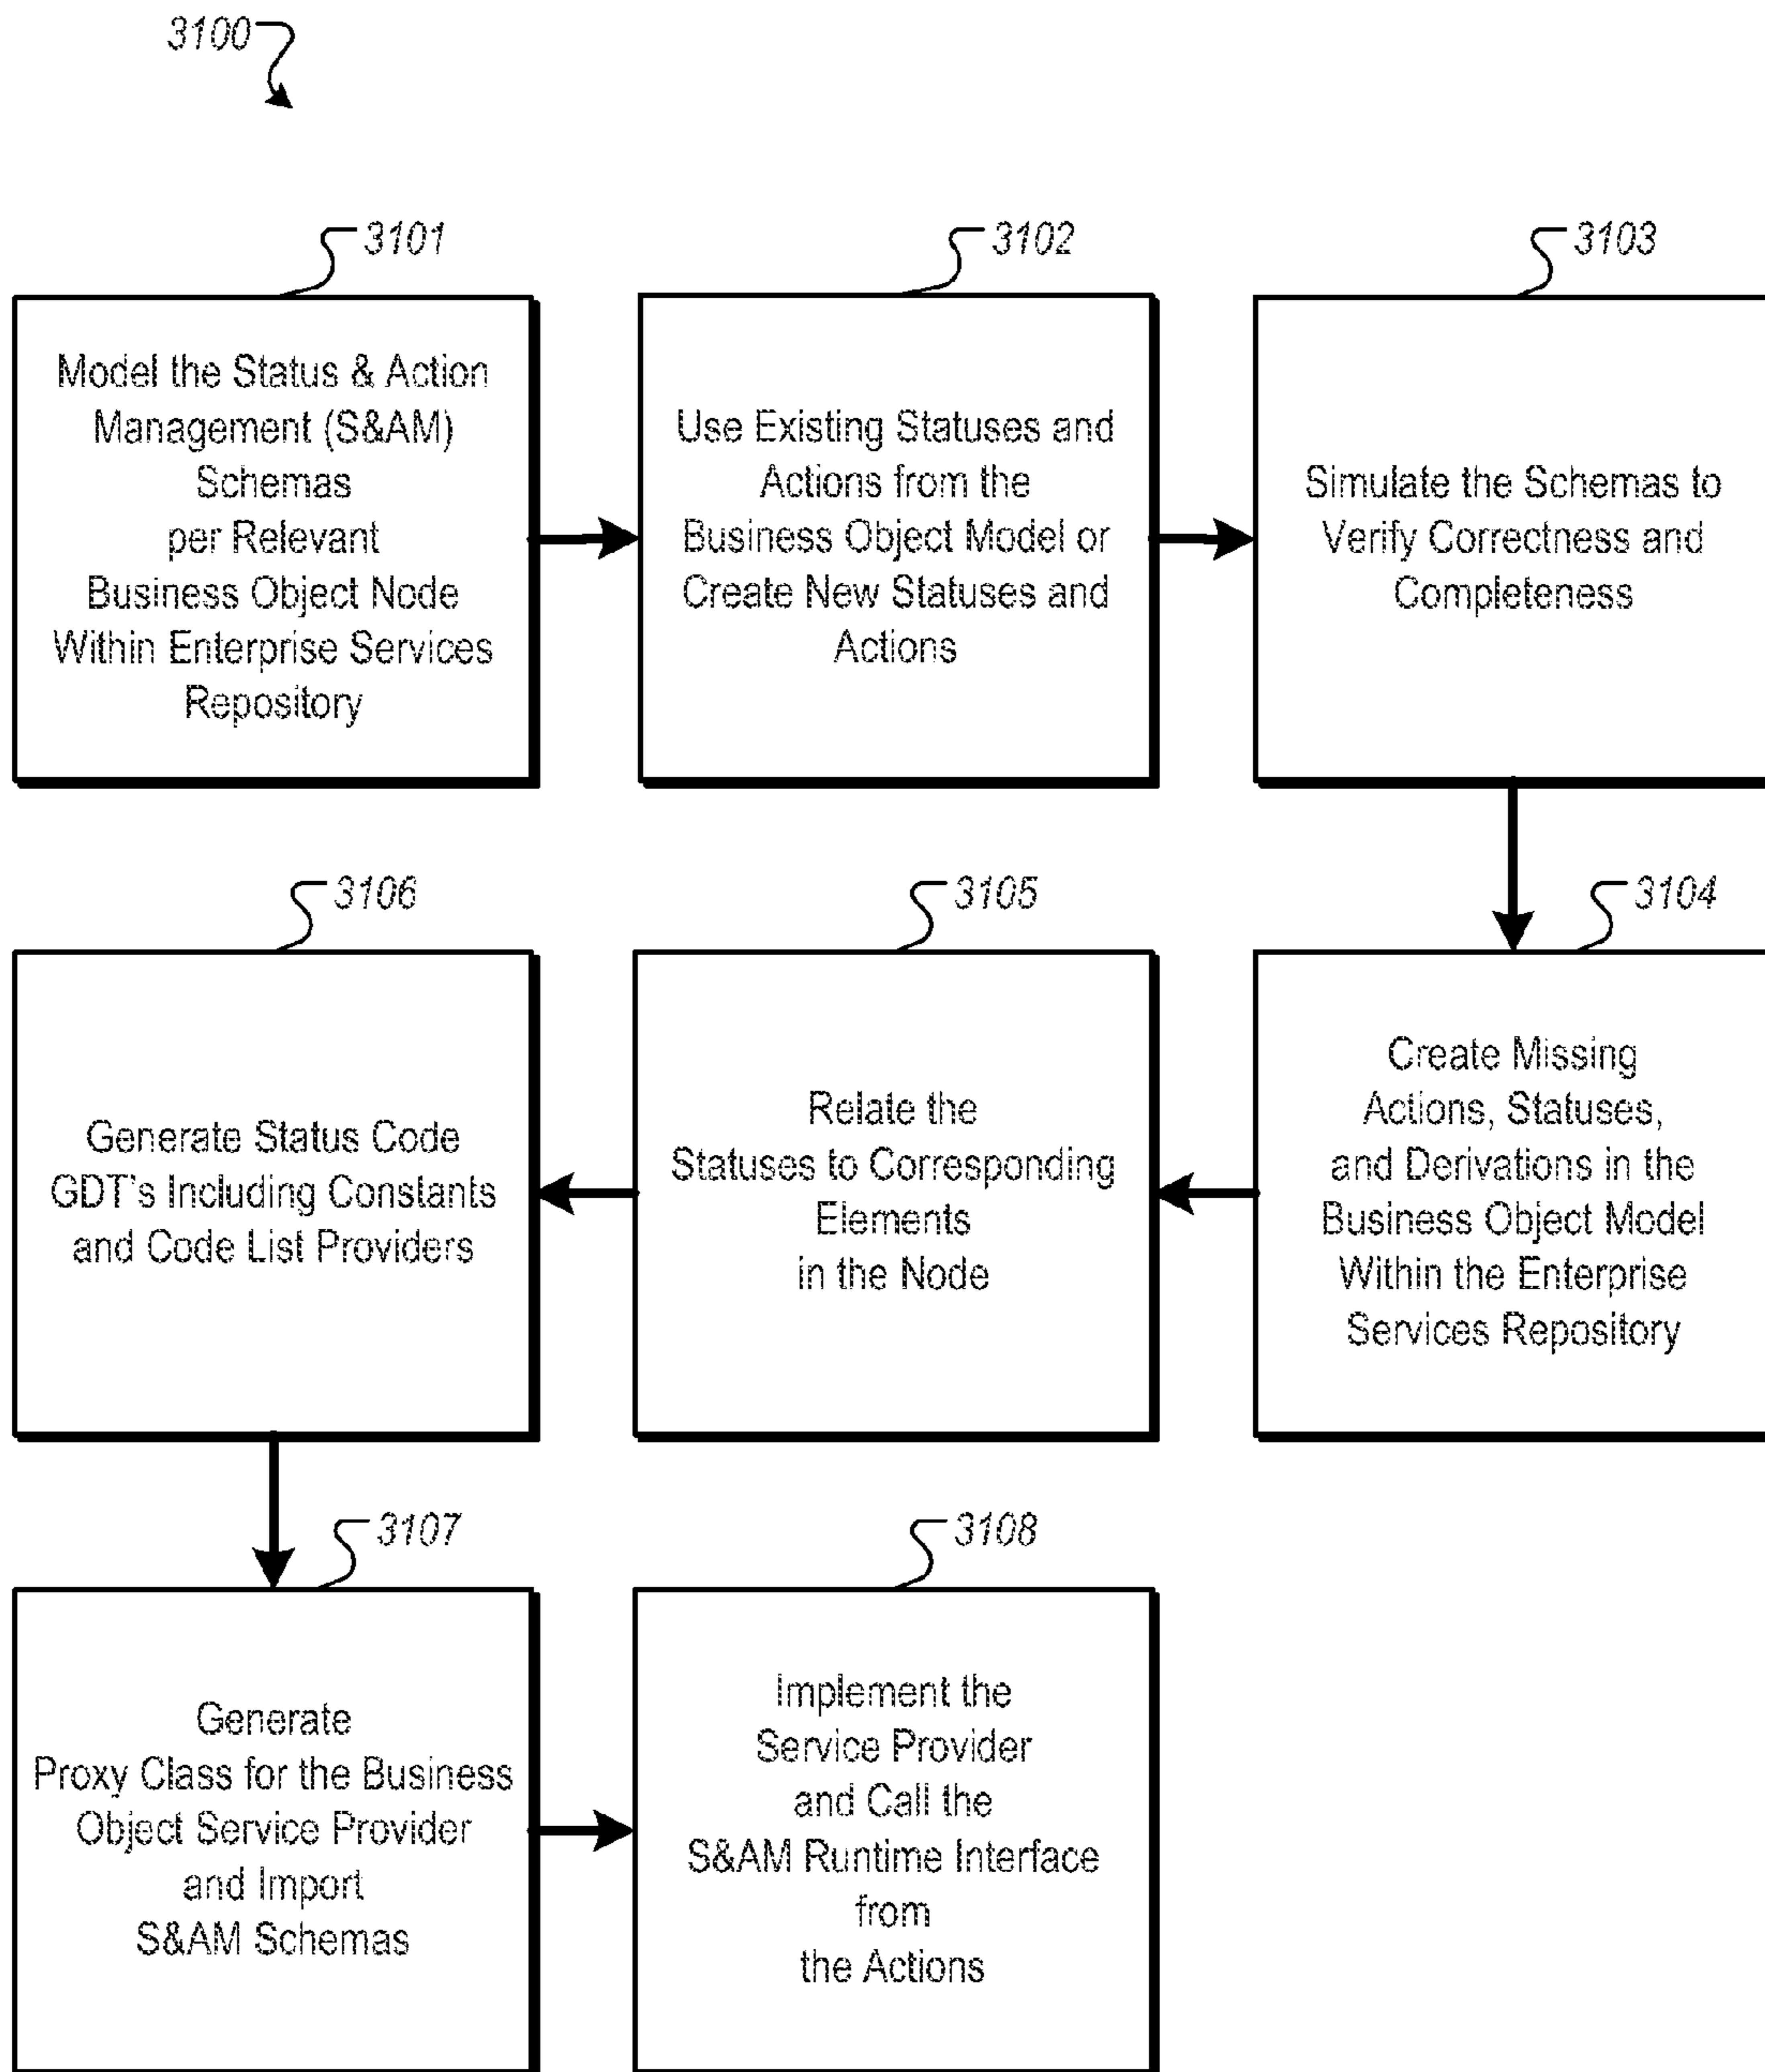 3100
3101
Model the Status & Action
Management (S&AM)
Schemas
per Relevant
Business Object Node
Within Enterprise Services
Repository
3102
Use Existing Statuses and
Actions from the
Business Object Model or
Create New Statuses and
Actions
3103
Simulate the Schemas to
Verify Correctness and
Completeness
3104
Create Missing
Actions, Statuses,
and Derivations in the
Business Object Model
Within the Enterprise
Services Repository
3105
Relate the
Statuses to Corresponding
Elements
in the Node
3106
Generate Status Code
GDT's Including Constants
and Code List Providers
3107
Generate
Proxy Class for the Business
Object Service Provider
and Import
S&AM Schemas
3108
Implement the
Service Provider
and Call the
S&AM Runtime Interface
from
the Actions